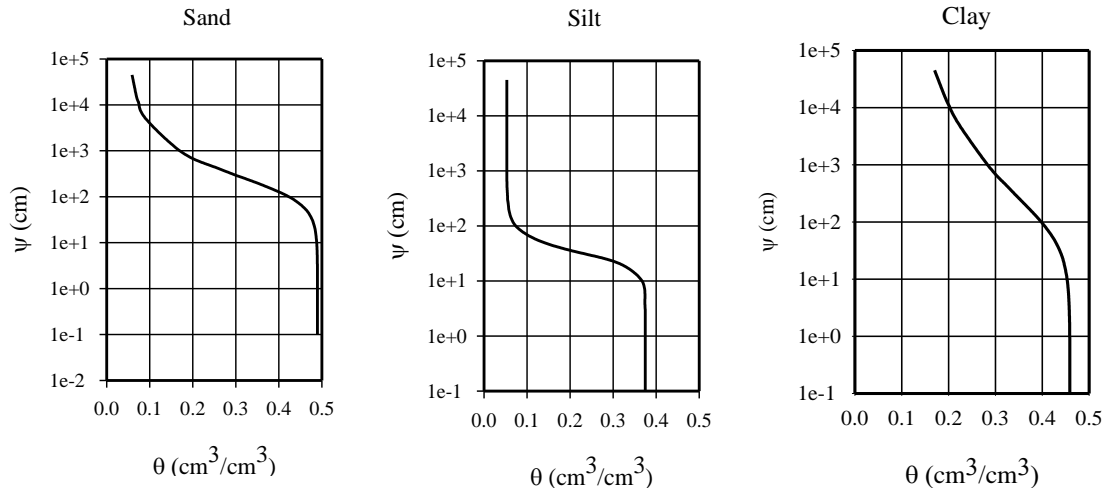 Sand
1e+5
1e+4
1e+3
1e+2
1e+1
1e+0
1e-1
1e-2
ψ (cm)
0.0 0.1 0.2 0.3 0.4 0.5
θ (cm3/cm3)
Silt
1e+5
1e+4
1e+3
1e+2
1e+1
1e+0
1e-1
ψ (cm)
0.0 0.1 0.2 0.3 0.4 0.5
θ (cm3/cm3)
Clay
1e+5
1e+4
1e+3
1e+2
1e+1
1e+0
1e-1
ψ (cm)
0.0 0.1 0.2 0.3 0.4 0.5
θ (cm3/cm3)